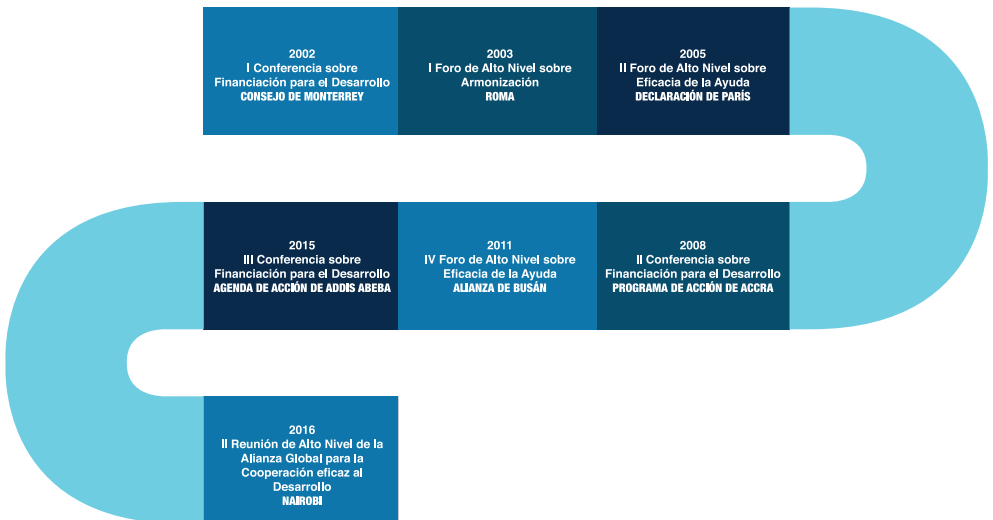 2002
I Conferencia sobre
Financiación para el Desarrollo
CONSEJO DE MONTERREY
2003
I Foro de Alto Nivel sobre
Armonización
ROMA
2005
II Foro de Alto Nivel sobre
Eficacia de la Ayuda
DECLARACIÓN DE PARÍS
2008
II Conferencia sobre
Financiación para el Desarrollo
PROGRAMA DE ACCIÓN DE ACCRA
2011
IV Foro de Alto Nivel sobre
Eficacia de la Ayuda
ALIANZA DE BUSÁN
2015
III Conferencia sobre
Financiación para el Desarrollo
AGENDA DE ACCIÓN DE ADDIS ABEBA
2016
II Reunión de Alto Nivel de la
Alianza Global para la
Cooperación eficaz al
Desarrollo
NAIROBI